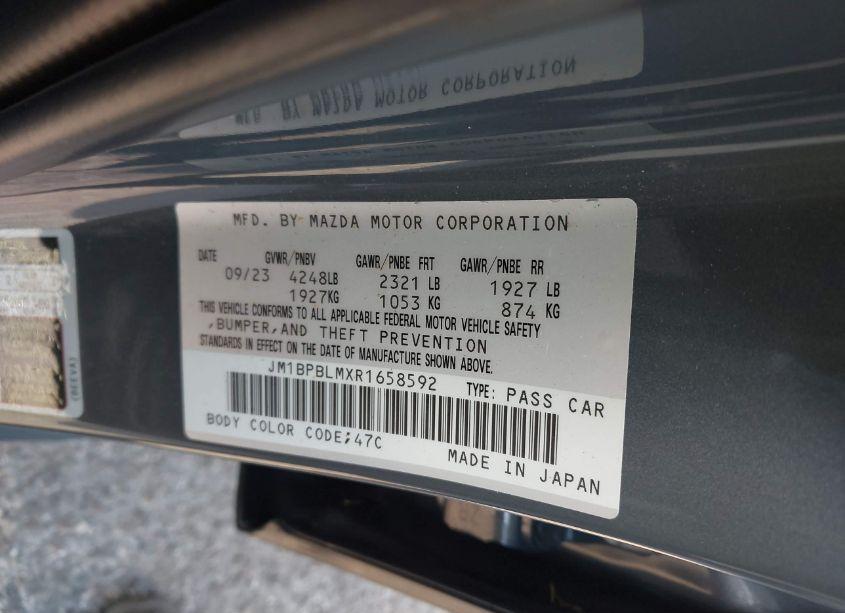 MFD. BY MAZDA MOTOR CORPORATION
DATE GVWR/PNBV GAWR/PNBE FRT GAWR/PNBE RR
09/23 4248LB 2321 LB 1927 LB
1927KG 1053 KG 874 KG
THIS VEHICLE CONFORMS TO ALL APPLICABLE FEDERAL MOTOR VEHICLE SAFETY
,BUMPER,AND THEFT PREVENTION
STANDARDS IN EFFECT ON THE DATE OF MANUFACTURE SHOWN ABOVE.
JM1BPBLMXR1658592 TYPE: PASS CAR
BODY COLOR CODE;47C
MADE IN JAPAN